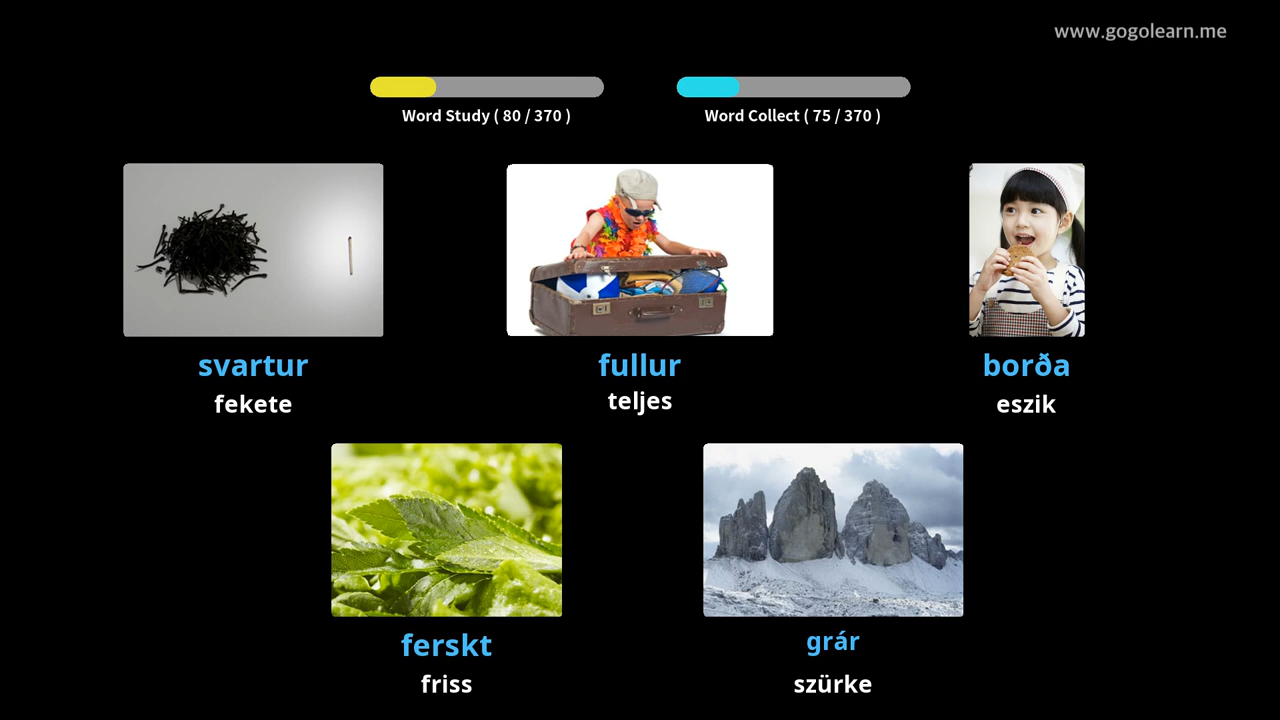 www.gogolearn.me
Word Study ( 80 / 370 )
Word Collect ( 75 / 370 )
svartur
fekete
fullur
teljes
borða
eszik
ferskt
friss
grár
szürke